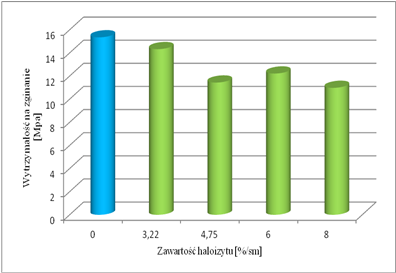 16
14
12
10
8
6
4
2
0
Wytrzymałość na zginanie
[Mpa]
0 3,22 4,75 6 8
Zawartość haloizytu [%/sm]